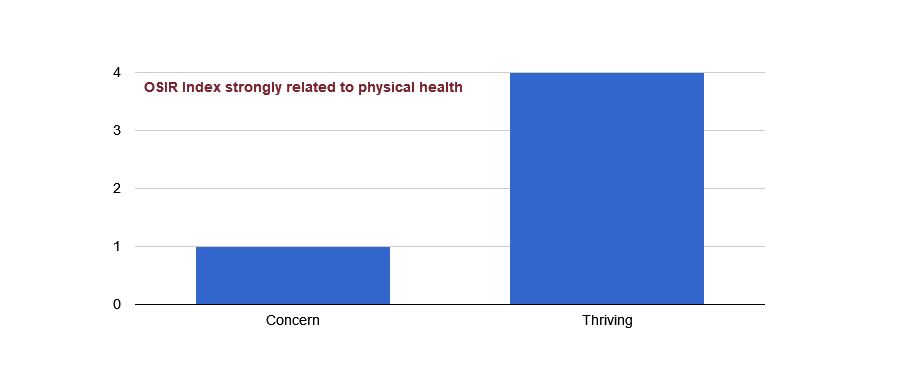 4
OSIR Index strongly related to physical health
3
2
1
0
Concern Thriving